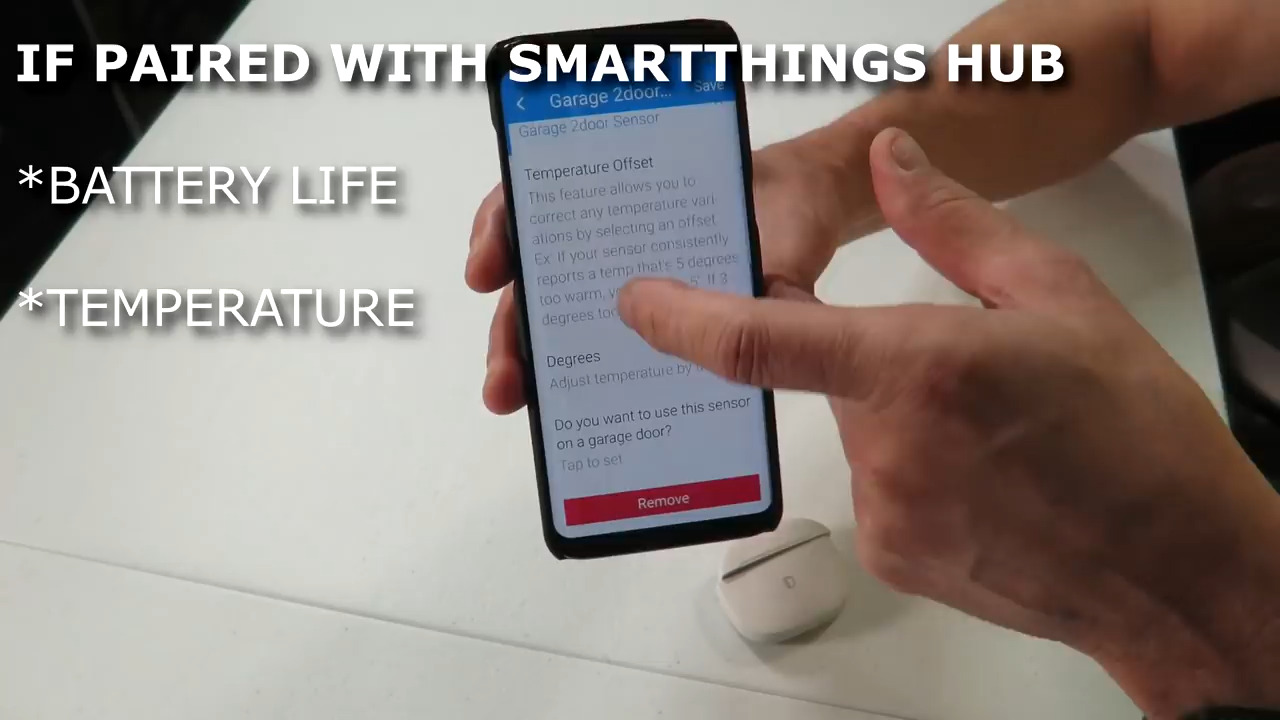 IF PAIRED WITH SMARTTHINGS HUB
*BATTERY LIFE
*TEMPERATURE
Garage 2door... Save
Garage 2door Sensor
Temperature Offset
This feature allows you to
correct any temperature vari
ations by selecting an offset.
Ex: If your sensor consistently
reports a temp that's 5 degrees
too warm, 5'. If 3
degrees too
Degrees
Adjust temperature by
Do you want to use this sensor
on a garage door?
Tap to set
Remove